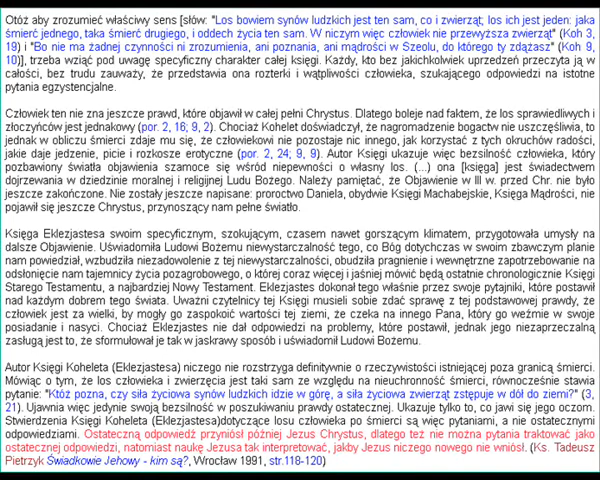 Otóż aby zrozumieć właściwy sens [słów: "Los bowiem synów ludzkich jest ten sam, co i zwierząt; los ich jest jeden: jaka
śmierć jednego, taka śmierć drugiego, i oddech życia ten sam. W niczym więc człowiek nie przewyższa zwierząt" (Koh 3,
19) i "Bo nie ma żadnej czynności ni zrozumienia, ani poznania, ani mądrości w Szeolu, do którego ty zdążasz" (Koh 9,
10)], trzeba wziąć pod uwagę specyficzny charakter całej księgi. Każdy, kto bez jakichkolwiek uprzedzeń przeczyta ją w
całości, bez trudu zauważy, że przedstawia ona rozterki i wątpliwości człowieka, szukającego odpowiedzi na istotne
pytania egzystencjalne.
Człowiek ten nie zna jeszcze prawd, które objawił w całej pełni Chrystus. Dlatego boleje nad faktem, że los sprawiedliwych i
złoczyńców jest jednakowy (por. 2, 16; 9, 2). Chociaż Kohelet doświadczył, że nagromadzenie bogactw nie uszczęśliwia, to
jednak w obliczu śmierci zdaje mu się, że człowiekowi nie pozostaje nic innego, jak korzystać z tych okruchów radości,
jakie daje jedzenie, picie i rozkosze erotyczne (por. 2, 24; 9, 9). Autor Księgi ukazuje więc bezsilność człowieka, który
pozbawiony światła objawienia szamoce się wśród niepewności o własny los. (...) ona [księga] jest świadectwem
dojrzewania w dziedzinie moralnej i religijnej Ludu Bożego. Należy pamiętać, że Objawienie w III w. przed Chr. nie było
jeszcze zakończone. Nie zostały jeszcze napisane: proroctwo Daniela, obydwie Księgi Machabejskie, Księga Mądrości, nie
pojawił się jeszcze Chrystus, przynoszący nam pełne światło.
Księga Eklezjastesa swoim specyficznym, szokującym, czasem nawet gorszącym klimatem, przygotowała umysły na
dalsze Objawienie. Uświadomiła Ludowi Bożemu niewystarczalność tego, co Bóg dotychczas w swoim zbawczym planie
nam powiedział, wzbudziła niezadowolenie z tej niewystarczalności, obudziła pragnienie i wewnętrzne zapotrzebowanie na
odsłonięcie nam tajemnicy życia pozagrobowego, o której coraz więcej i jaśniej mówić będą ostatnie chronologicznie Księgi
Starego Testamentu, a najbardziej Nowy Testament. Eklezjastes dokonał tego właśnie przez swoje pytajniki, które postawił
nad każdym dobrem tego świata. Uważni czytelnicy tej Księgi musieli sobie zdać sprawę z tej podstawowej prawdy, że
człowiek jest za wielki, by mogły go zaspokoić wartości tej ziemi, że czeka na innego Pana, który go weźmie w swoje
posiadanie i nasyci. Chociaż Eklezjastes nie dał odpowiedzi na problemy, które postawił, jednak jego niezaprzeczalną
zasługą jest to, że sformułował je tak w jaskrawy sposób i uświadomił Ludowi Bożemu.
Autor Księgi Koheleta (Eklezjastesa) niczego nie rozstrzyga definitywnie o rzeczywistości istniejącej poza granicą śmierci.
Mówiąc o tym, że los człowieka i zwierzęcia jest taki sam ze względu na nieuchronność śmierci, równocześnie stawia
pytanie: "Któż pozna, czy siła życiowa synów ludzkich idzie w górę, a siła życiowa zwierząt zstępuje w dół do ziemi?" (3,
21). Ujawnia więc jedynie swoją bezsilność w poszukiwaniu prawdy ostatecznej. Ukazuje tylko to, co jawi się jego oczom.
Stwierdzenia Księgi Koheleta (Eklezjastesa)dotyczące losu człowieka po śmierci są więc pytaniami, a nie ostatecznymi
odpowiedziami. Ostateczną odpowiedź przyniósł później Jezus Chrystus, dlatego też nie można pytania traktować jako
ostatecznej odpowiedzi, natomiast naukę Jezusa tak interpretować, jakby Jezus niczego nowego nie wniósł. (Ks. Tadeusz
Pietrzyk Świadkowie Jehowy - kim są?, Wrocław 1991, str.118-120)